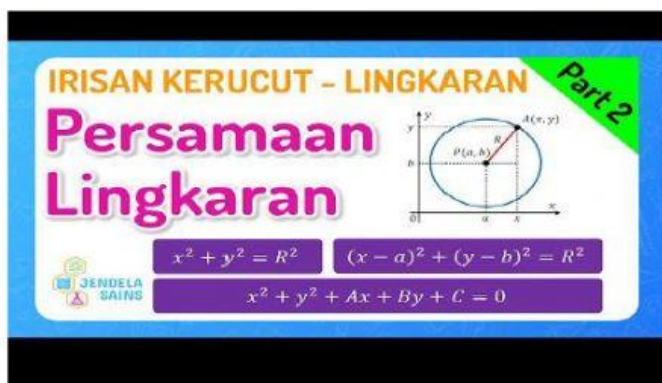 IRISAN KERUCUT – LINGKARAN
Part 2
Persamaan
Lingkaran
y
y
A(x, y)
R
P(a, b)
b
0
a
x
x
x² + y² = R²
(x − a)² + (y − b)² = R²
JENDELA
SAINS
x² + y² + Ax + By + C = 0